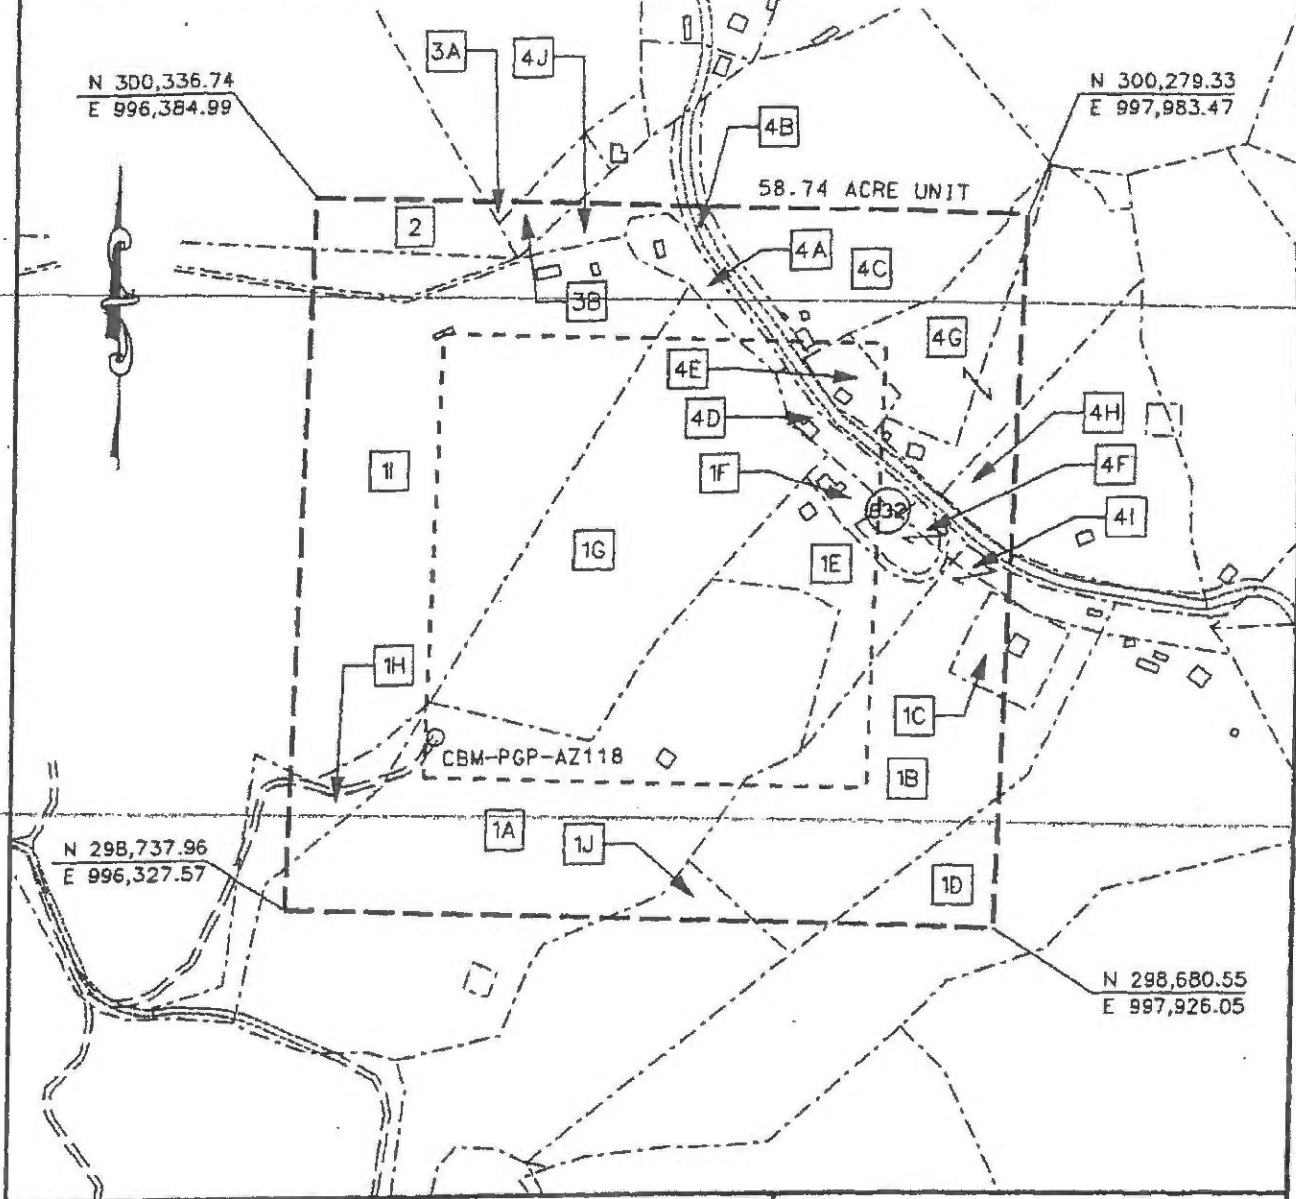 3A
4J
N 300,336.74
E 996,384.99
N 300,279.33
E 997,983.47
4B
58.74 ACRE UNIT
2
4A
4C
3B
4G
4E
4D
4H
4F
1I
1F
632
4I
1G
1E
1H
1C
CBM-PGP-AZ118
1B
1A
1J
N 298,737.96
E 996,327.57
1D
N 298,680.55
E 997,926.05